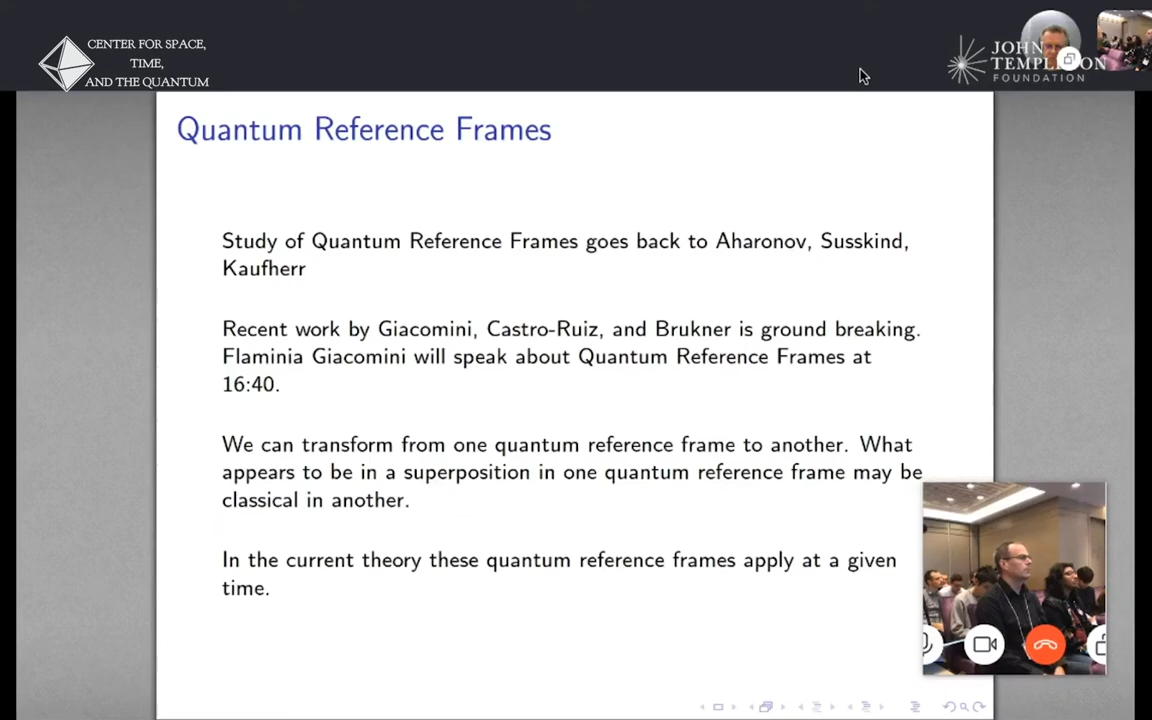 CENTER FOR SPACE,
TIME,
AND THE QUANTUM
JOHN
TEMPLETON
FOUNDATION
Quantum Reference Frames
Study of Quantum Reference Frames goes back to Aharonov, Susskind,
Kaufherr
Recent work by Giacomini, Castro-Ruiz, and Brukner is ground breaking.
Flaminia Giacomini will speak about Quantum Reference Frames at
16:40.
We can transform from one quantum reference frame to another. What
appears to be in a superposition in one quantum reference frame may be
classical in another.
In the current theory these quantum reference frames apply at a given
time.